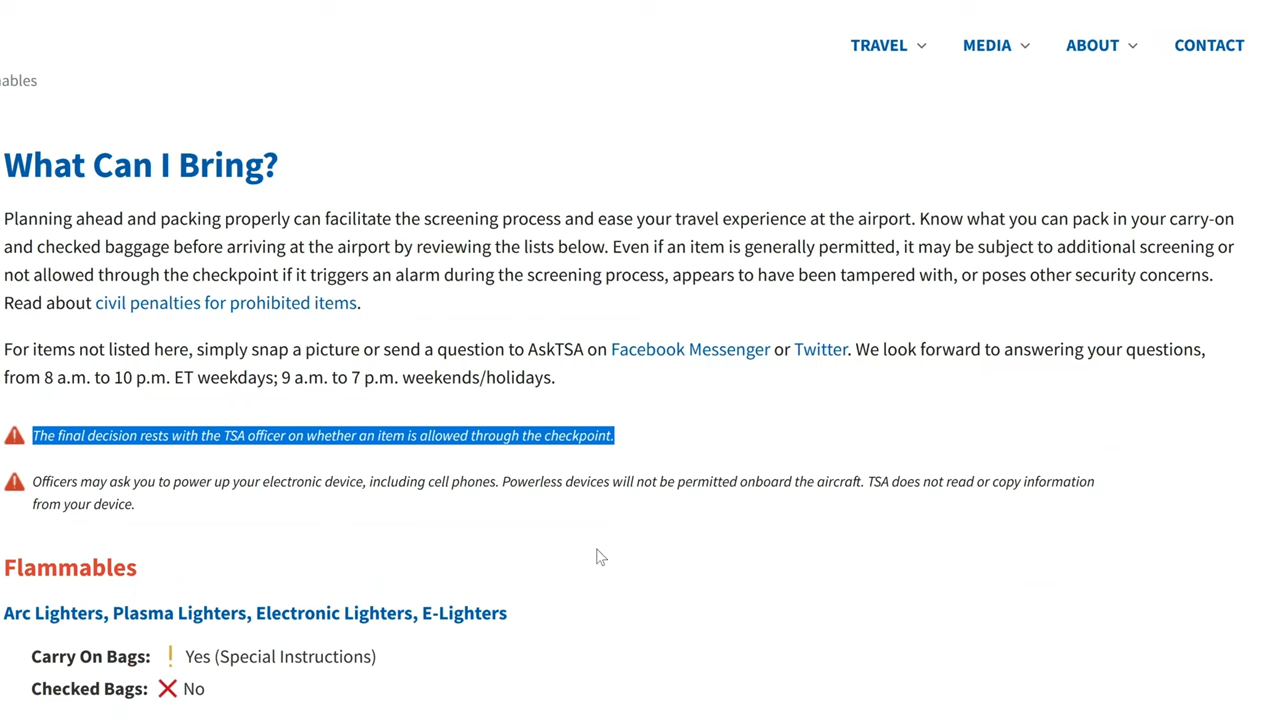 TRAVEL MEDIA ABOUT CONTACT
ables
What Can I Bring?
Planning ahead and packing properly can facilitate the screening process and ease your travel experience at the airport. Know what you can pack in your carry-on
and checked baggage before arriving at the airport by reviewing the lists below. Even if an item is generally permitted, it may be subject to additional screening or
not allowed through the checkpoint if it triggers an alarm during the screening process, appears to have been tampered with, or poses other security concerns.
Read about civil penalties for prohibited items.
For items not listed here, simply snap a picture or send a question to AskTSA on Facebook Messenger or Twitter. We look forward to answering your questions,
from 8 a.m. to 10 p.m. ET weekdays; 9 a.m. to 7 p.m. weekends/holidays.
The final decision rests with the TSA officer on whether an item is allowed through the checkpoint.
Officers may ask you to power up your electronic device, including cell phones. Powerless devices will not be permitted onboard the aircraft. TSA does not read or copy information
from your device.
Flammables
Arc Lighters, Plasma Lighters, Electronic Lighters, E-Lighters
Carry On Bags: Yes (Special Instructions)
Checked Bags: No